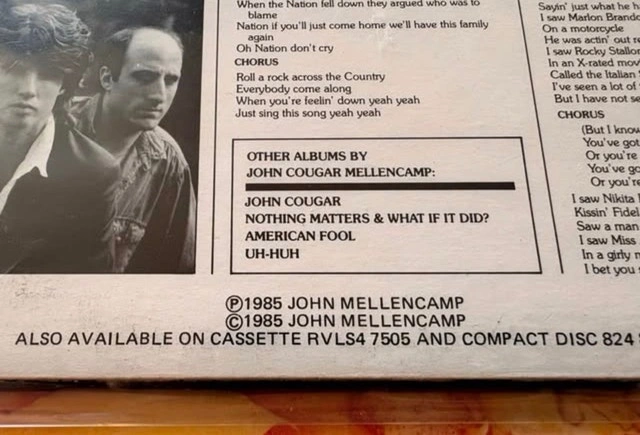 When the Nation fell down they argued who was to
blame
Nation if you'll just come home we'll have this family
again
Oh Nation don't cry
CHORUS
Roll a rock across the Country
Everybody come along
When you're feelin' down yeah yeah
Just sing this song yeah yeah
OTHER ALBUMS BY
JOHN COUGAR MELLENCAMP:
JOHN COUGAR
NOTHING MATTERS & WHAT IF IT DID?
AMERICAN FOOL
UH-HUH
Sayin' just what he h
I saw Marlon Brand
On a motorcycle
He was actin' out re
I saw Rocky Stallon
In an X-rated mov
Called the Italian
I've seen a lot of
But I have not se
CHORUS
(But I know
You've got
Or you're
You've go
Or you're
I saw Nikita
Kissin' Fidel
Saw a man
I saw Miss
In a girly m
I bet you
Ⓟ1985 JOHN MELLENCAMP
©1985 JOHN MELLENCAMP
ALSO AVAILABLE ON CASSETTE RVLS4 7505 AND COMPACT DISC 824